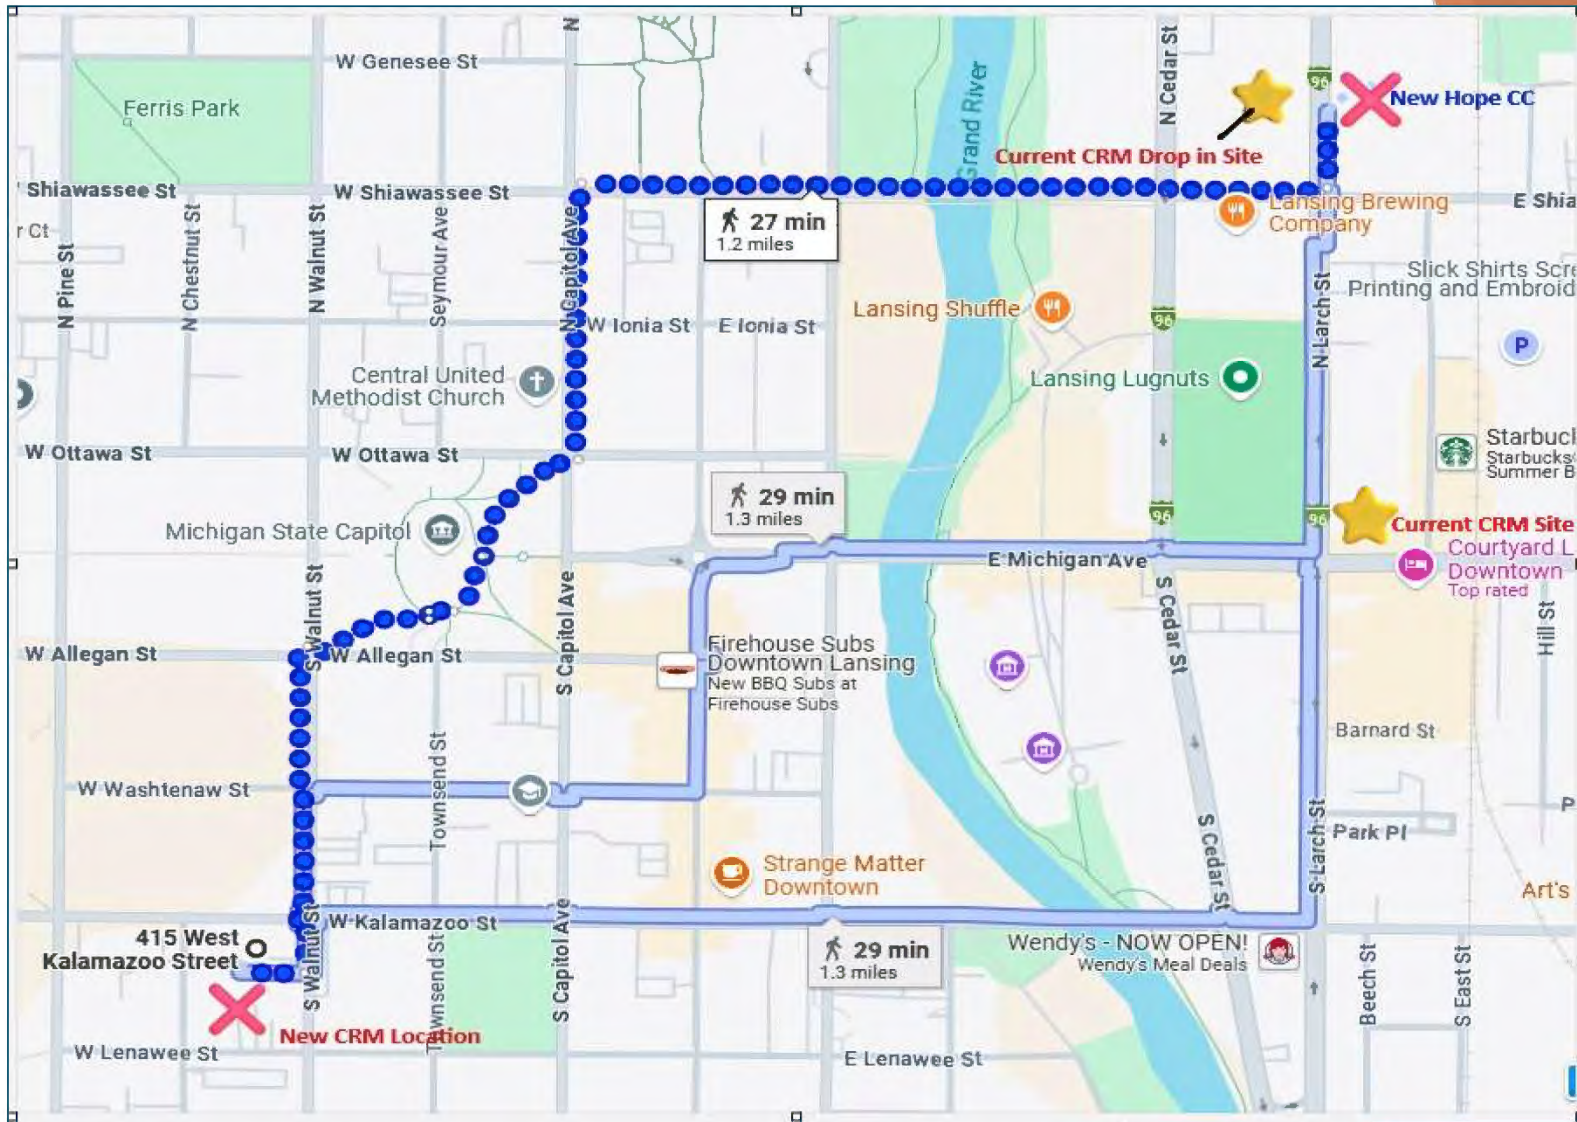 W Genesee St
N Cedar St
Grand River
Ferris Park
96
New Hope CC
Current CRM Drop in Site
Shiawassee St
W Shiawassee St
E Shia
27 min
1.2 miles
Lansing Brewing
Company
r Ct
N Pine St
N Chestnut St
N Walnut St
Seymour Ave
N Capitol Ave
N
Slick Shirts Scre
Printing and Embroid
Lansing Shuffle
96
W Ionia St
E Ionia St
N Larch St
P
Central United
Methodist Church
Lansing Lugnuts
W Ottawa St
W Ottawa St
Starbuc
Starbucks
Summer B
29 min
1.3 miles
Michigan State Capitol
96
96
Current CRM Site
Courtyard L
Downtown
Top rated
E Michigan Ave
S Walnut St
S Capitol Ave
S Cedar St
Hill St
W Allegan St
W Allegan St
Firehouse Subs
Downtown Lansing
New BBQ Subs at
Firehouse Subs
Barnard St
W Washtenaw St
Townsend St
P
Park Pl
S Cedar St
S Larch St
Strange Matter
Downtown
Art's
W Kalamazoo St
415 West
Kalamazoo Street
S Walnut St
Townsend St
S Capitol Ave
29 min
1.3 miles
Wendy's - NOW OPEN!
Wendy's Meal Deals
Beech St
S East St
New CRM Location
W Lenawee St
E Lenawee St